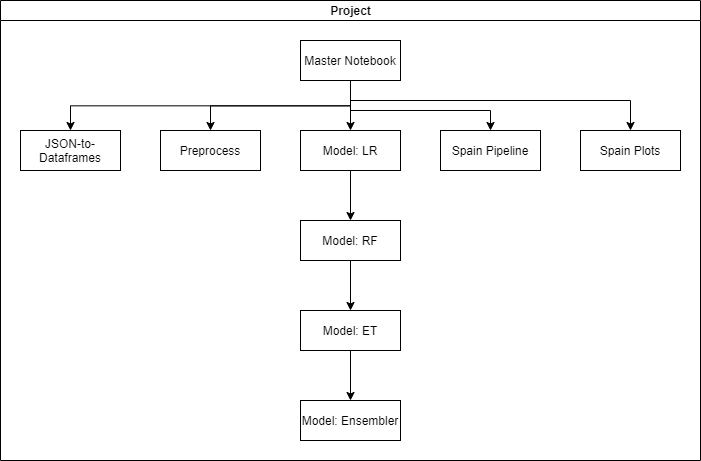 Project
Master Notebook
JSON-to-
Dataframes
Preprocess
Model: LR
Spain Pipeline
Spain Plots
Model: RF
Model: ET
Model: Ensembler